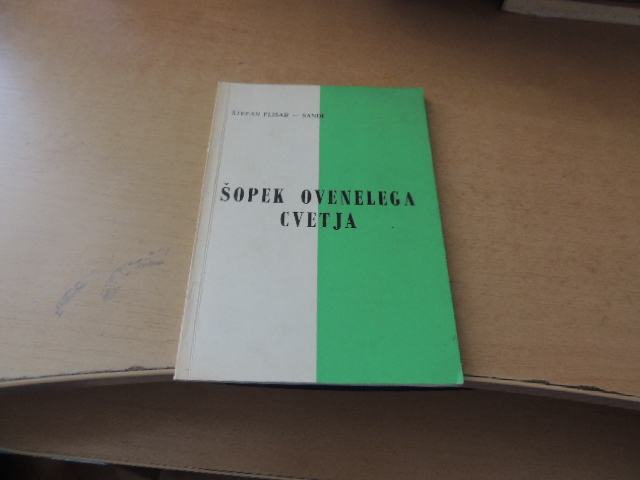 ŠTEFAN FLISAR — SANDI
ŠOPEK OVENELEGA
CVETJA